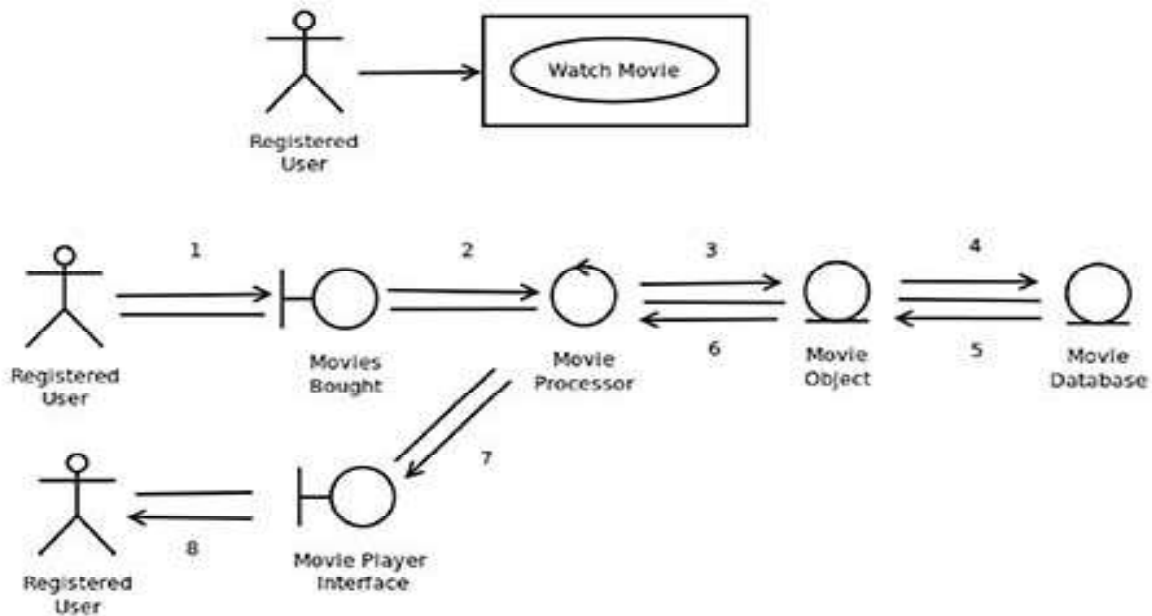 Watch Movie
Registered
User
1
2
3
4
Registered
User
Movies
Bought
Movie
Processor
6
Movie
Object
5
Movie
Database
7
8
Registered
User
Movie Player
Interface